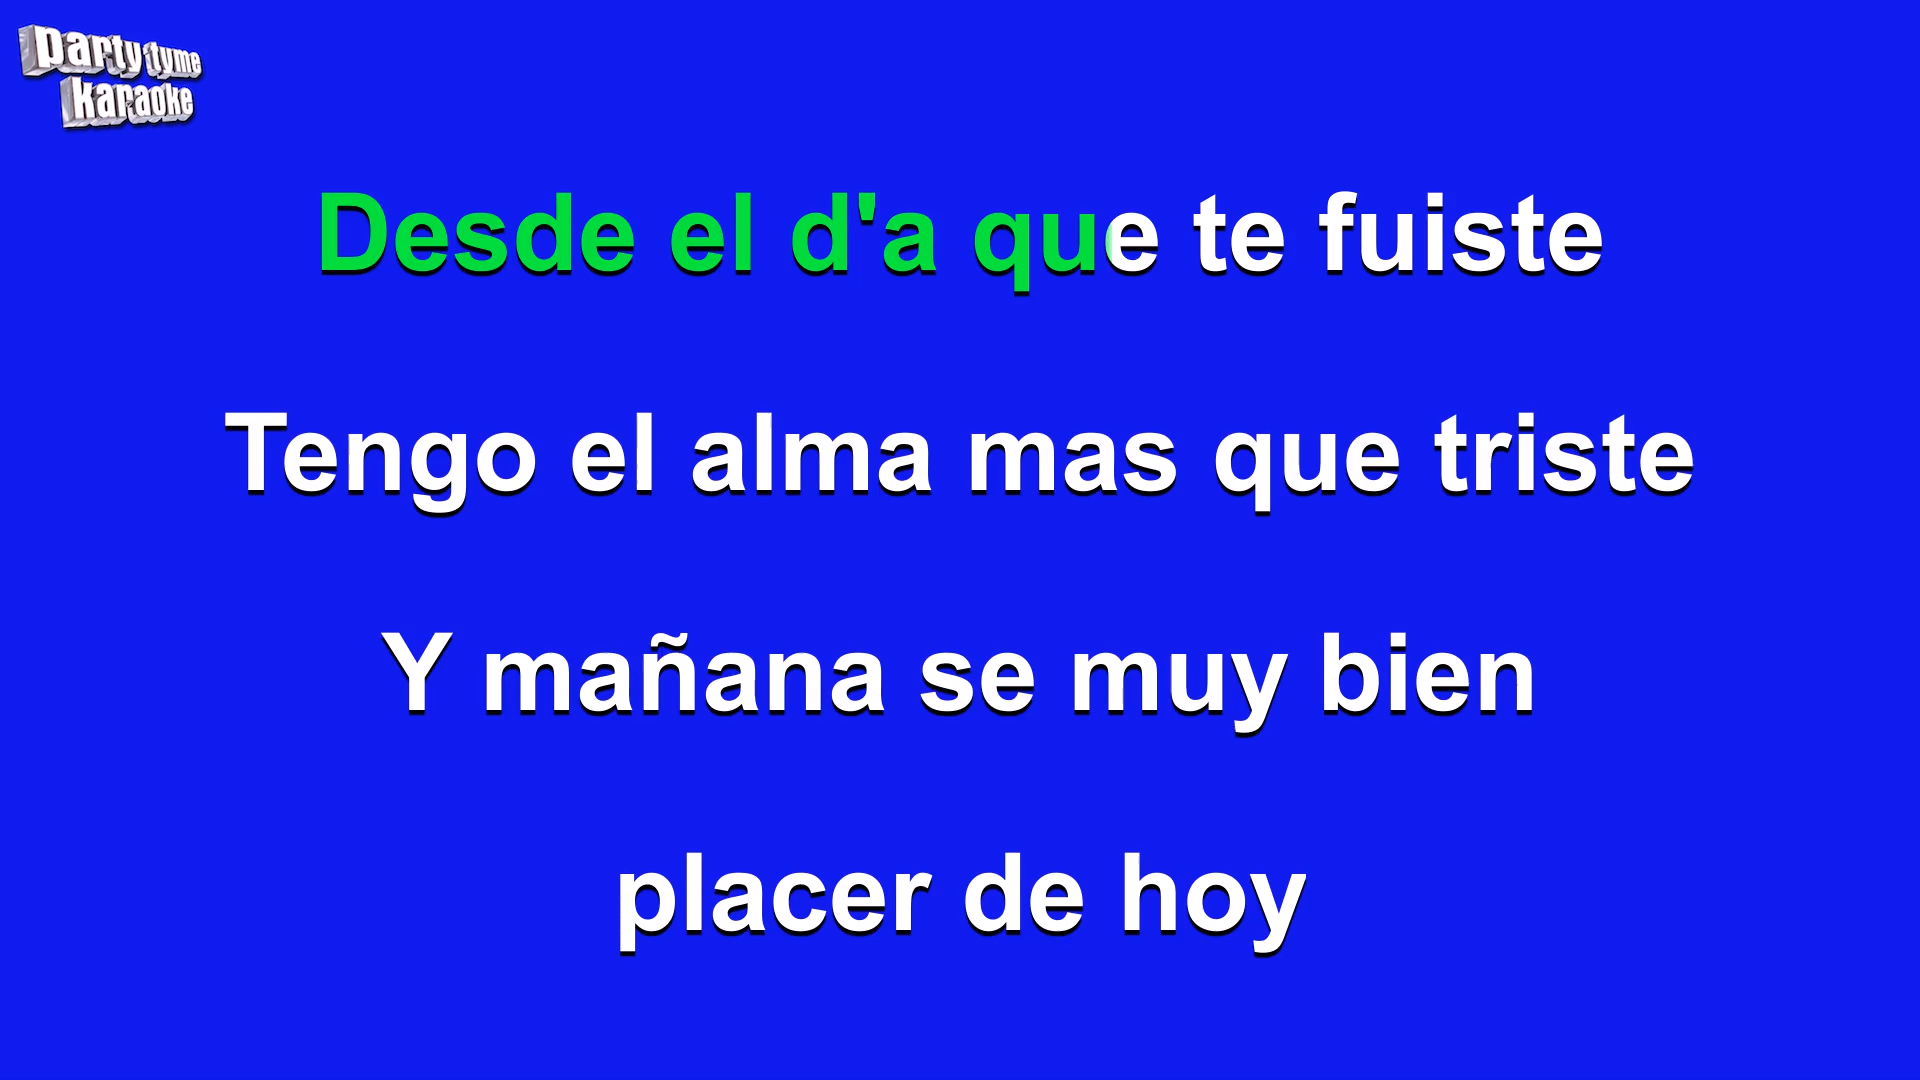 party tyme
karaoke
Desde el d'a que te fuiste
Tengo el alma mas que triste
Y mañana se muy bien
placer de hoy